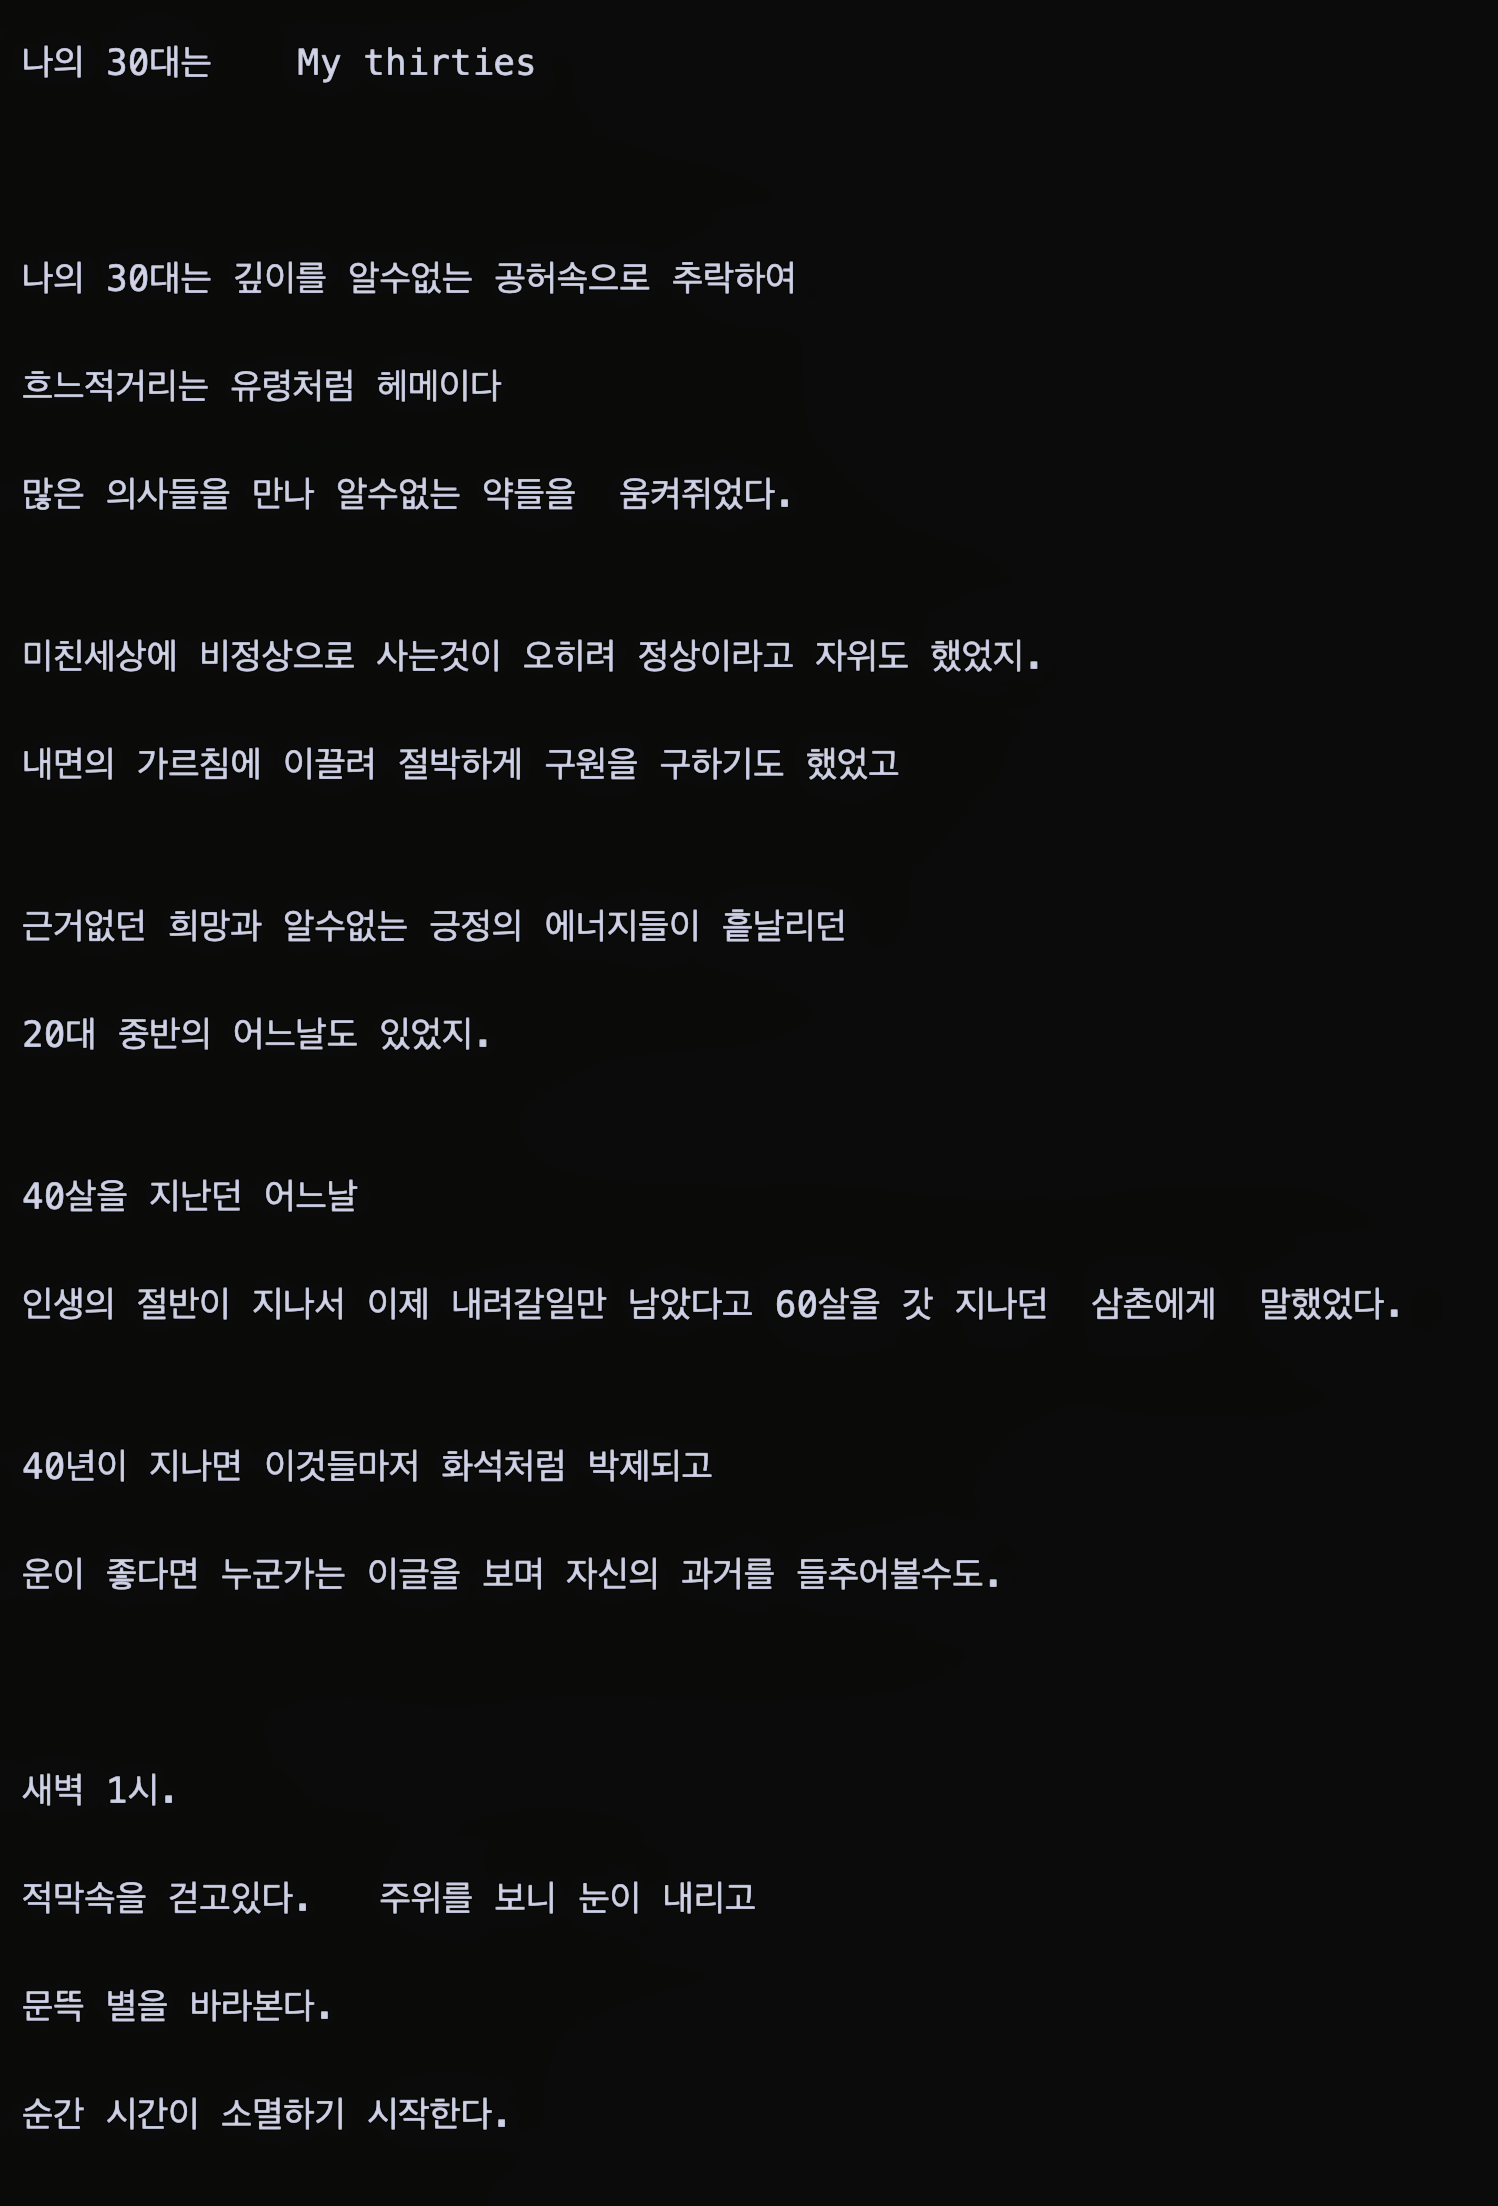 나의 30대는    My thirties
나의 30대는 깊이를 알수없는 공허속으로 추락하여
흐느적거리는 유령처럼 헤메이다
많은 의사들을 만나 알수없는 약들을  움켜쥐었다.
미친세상에 비정상으로 사는것이 오히려 정상이라고 자위도 했었지.
내면의 가르침에 이끌려 절박하게 구원을 구하기도 했었고
근거없던 희망과 알수없는 긍정의 에너지들이 흩날리던
20대 중반의 어느날도 있었지.
40살을 지난던 어느날
인생의 절반이 지나서 이제 내려갈일만 남았다고 60살을 갓 지나던  삼촌에게  말했었다.
40년이 지나면 이것들마저 화석처럼 박제되고
운이 좋다면 누군가는 이글을 보며 자신의 과거를 들추어볼수도.
새벽 1시.
적막속을 걷고있다.   주위를 보니 눈이 내리고
문뜩 별을 바라본다.
순간 시간이 소멸하기 시작한다.